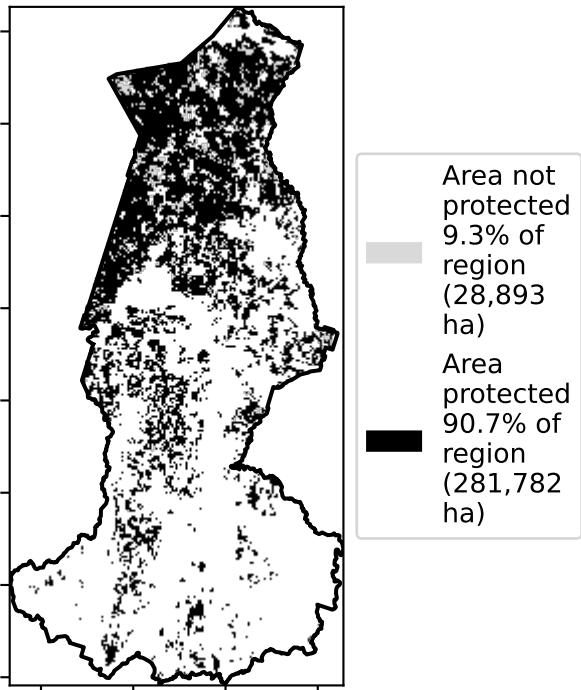 Area not
protected
9.3% of
region
(28,893
ha)
Area
protected
90.7% of
region
(281,782
ha)